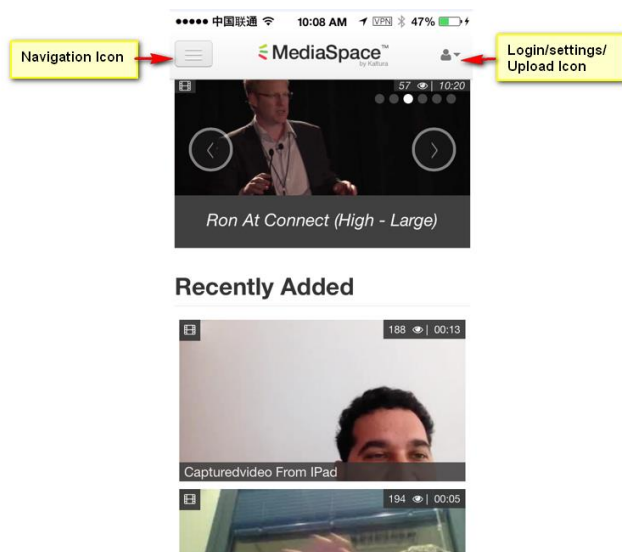 中国联通 10:08 AM VPN 47%
Navigation Icon
MediaSpace™
by Kaltura
Login/settings/
Upload Icon
57 | 10:20
Ron At Connect (High - Large)
Recently Added
188 | 00:13
Capturedvideo From IPad
194 | 00:05